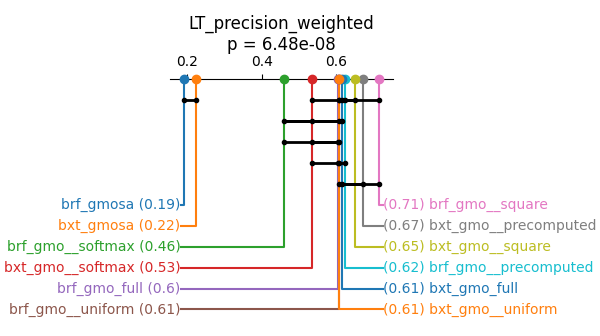 LT_precision_weighted
p = 6.48e-08
0.2 0.4 0.6
brf_gmosa (0.19) (0.71) brf_gmo__square
bxt_gmosa (0.22) (0.67) bxt_gmo__precomputed
brf_gmo__softmax (0.46) (0.65) bxt_gmo__square
bxt_gmo__softmax (0.53) (0.62) brf_gmo__precomputed
brf_gmo_full (0.6) (0.61) bxt_gmo_full
brf_gmo__uniform (0.61) (0.61) bxt_gmo__uniform